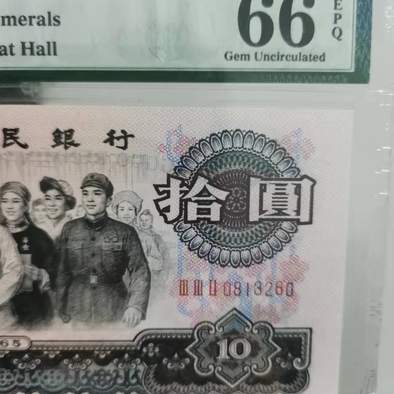 merals
at Hall
66
EPQ
Gem Uncirculated
民銀行
拾圓
III III II 0813260
65
10